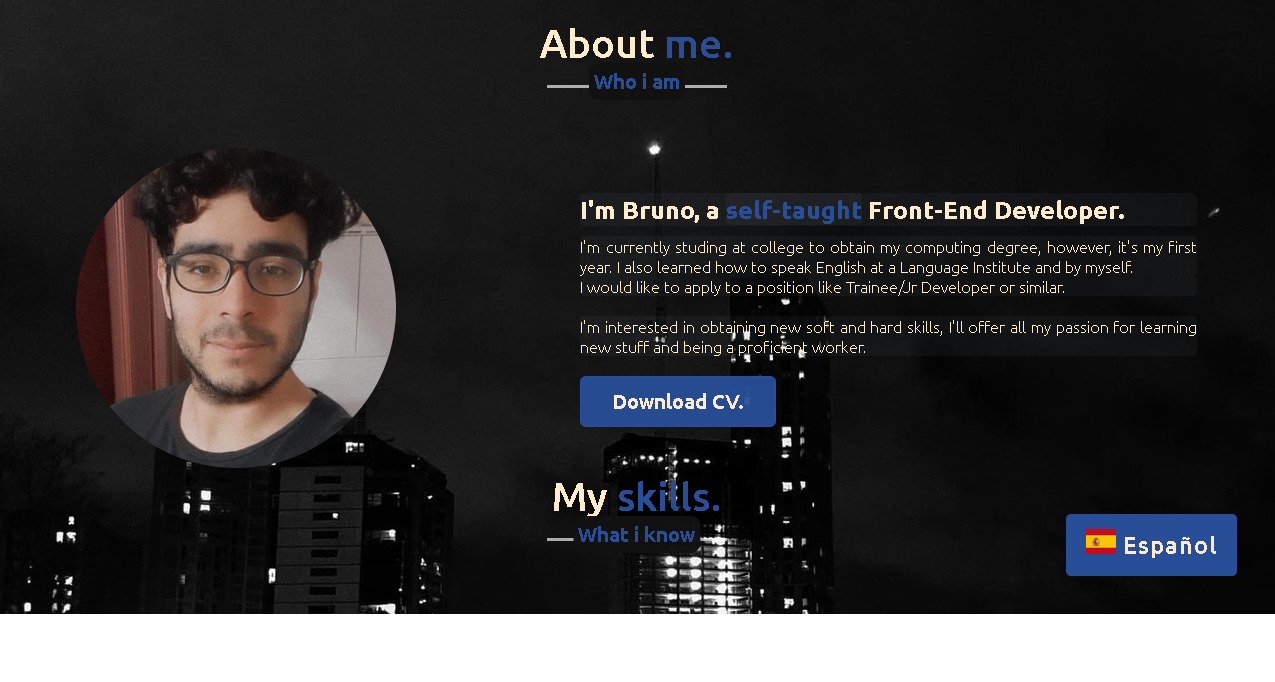 About me.
Who i am
I'm Bruno, a self-taught Front-End Developer.
I'm currently studing at college to obtain my computing degree, however, it's my first
year. I also learned how to speak English at a Language Institute and by myself.
I would like to apply to a position like Trainee/Jr Developer or similar.
I'm interested in obtaining new soft and hard skills, I'll offer all my passion for learning
new stuff and being a proficient worker.
Download CV.
My skills.
What i know
Español